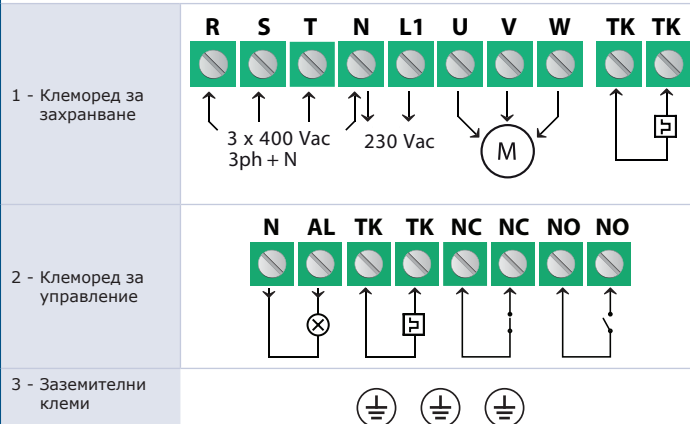 R S T N L1 U V W TK TK
1 - Клеморед за
захранване
3 x 400 Vac
3ph + N
230 Vac
M
N AL TK TK NC NC NO NO
2 - Клеморед за
управление
3 - Заземителни
клеми